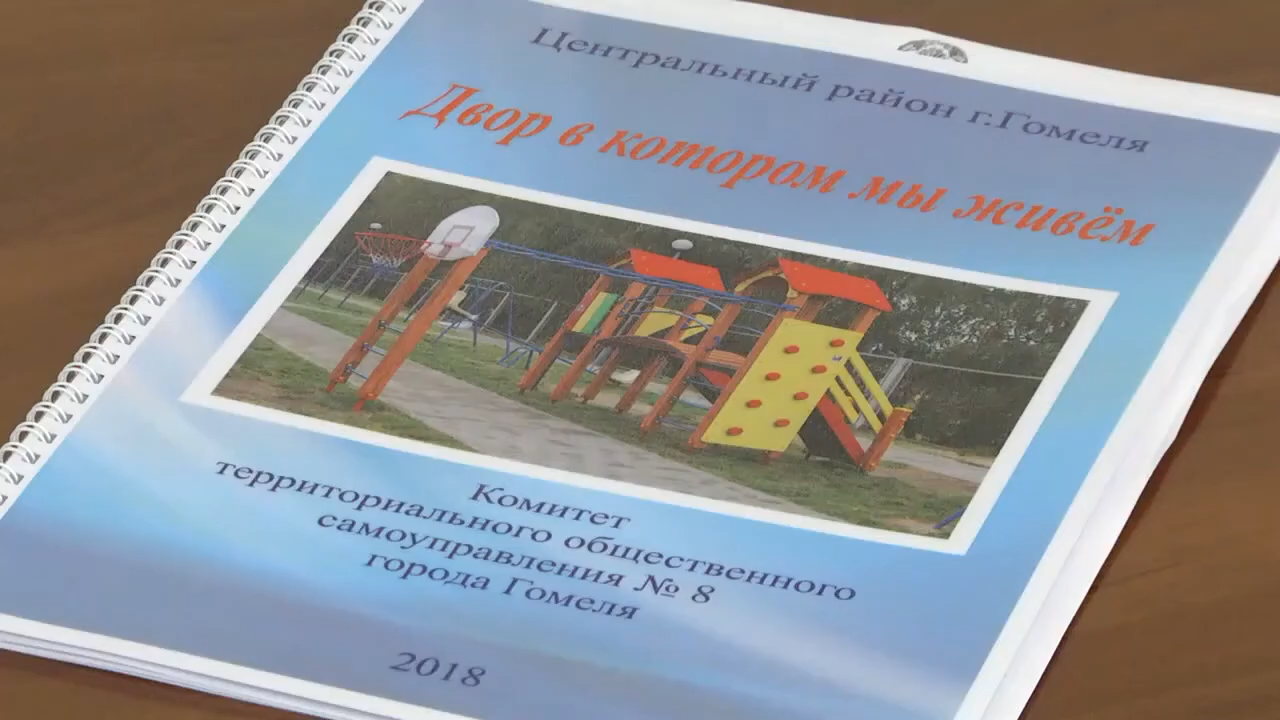 Центральный район г.Гомеля
Двор в котором мы живём
Комитет
территориального общественного
самоуправления № 8
города Гомеля
2018